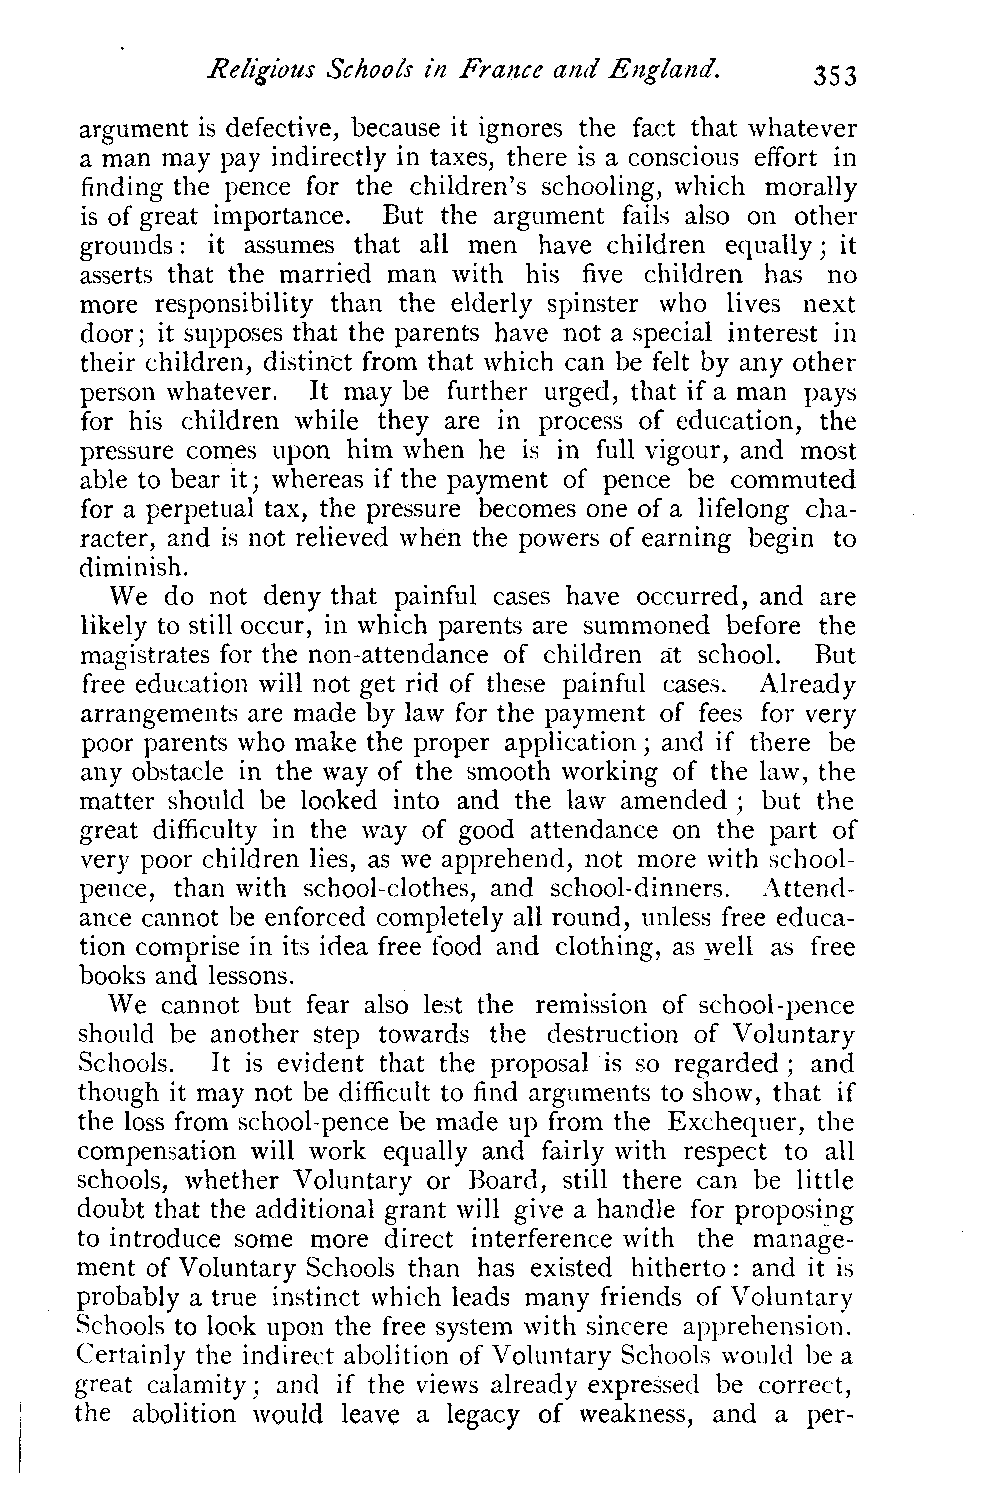 Religious Schools in France and England. 353
argument is defective, because it ignores the fact that whatever
a man may pay indirectly in taxes, there is a conscious effort in
finding the pence for the children's schooling, which morally
is of great importance. But the argument fails also on other
grounds: it assumes that all men have children equally; it
asserts that the married man with his five children has no
more responsibility than the elderly spinster who lives next
door; it supposes that the parents have not a special interest in
their children, distinct from that which can be felt by any other
person whatever. It may be further urged, that if a man pays
for his children while they are in process of education, the
pressure comes upon him when he is in full vigour, and most
able to bear it; whereas if the payment of pence be commuted
for a perpetual tax, the pressure becomes one of a lifelong cha-
racter, and is not relieved when the powers of earning begin to
diminish.
We do not deny that painful cases have occurred, and are
likely to still occur, in which parents are summoned before the
magistrates for the non-attendance of children at school. But
free education will not get rid of these painful cases. Already
arrangements are made by law for the payment of fees for very
poor parents who make the proper application; and if there be
any obstacle in the way of the smooth working of the law, the
matter should be looked into and the law amended; but the
great difficulty in the way of good attendance on the part of
very poor children lies, as we apprehend, not more with school-
pence, than with school-clothes, and school-dinners. Attend-
ance cannot be enforced completely all round, unless free educa-
tion comprise in its idea free food and clothing, as well as free
books and lessons.
We cannot but fear also lest the remission of school-pence
should be another step towards the destruction of Voluntary
Schools. It is evident that the proposal is so regarded; and
though it may not be difficult to find arguments to show, that if
the loss from school-pence be made up from the Exchequer, the
compensation will work equally and fairly with respect to all
schools, whether Voluntary or Board, still there can be little
doubt that the additional grant will give a handle for proposing
to introduce some more direct interference with the manage-
ment of Voluntary Schools than has existed hitherto: and it is
probably a true instinct which leads many friends of Voluntary
Schools to look upon the free system with sincere apprehension.
Certainly the indirect abolition of Voluntary Schools would be a
great calamity; and if the views already expressed be correct,
the abolition would leave a legacy of weakness, and a per-